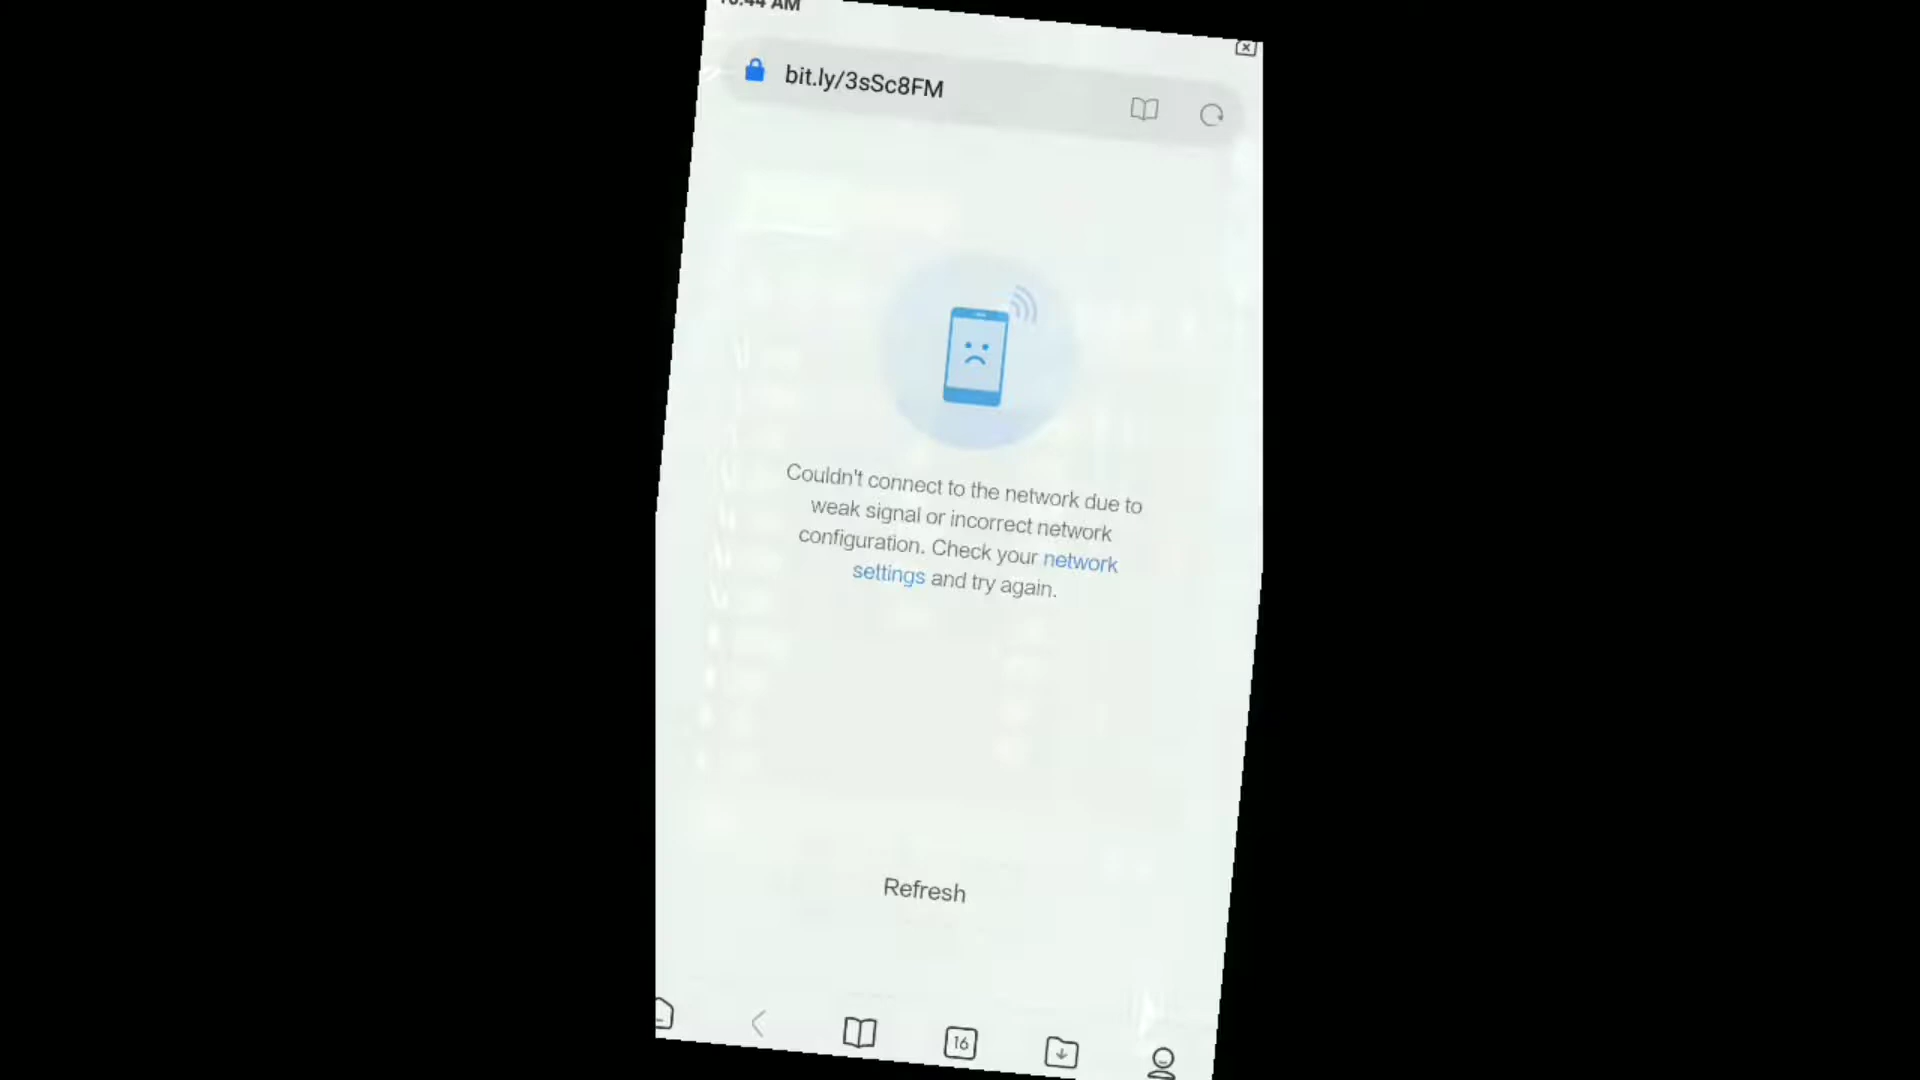 bit.ly/3sSc8FM
Couldn't connect to the network due to
weak signal or incorrect network
configuration. Check your network
settings and try again.
Refresh
16